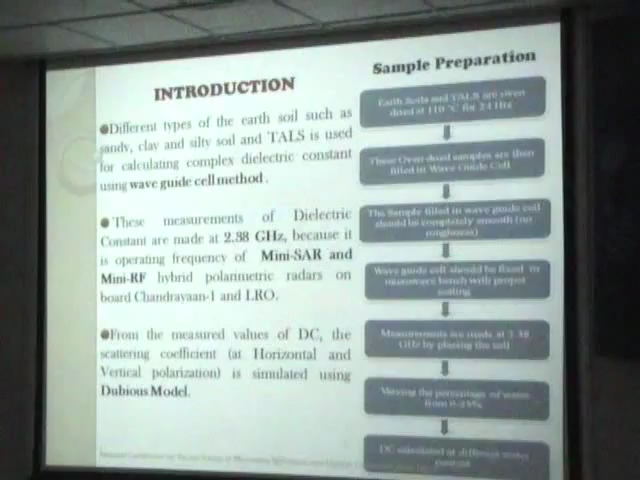 INTRODUCTION
●Different types of the earth soil such as
sandy, clay and silty soil and TALS is used
for calculating complex dielectric constant
using wave guide cell method .
● These measurements of Dielectric
Constant are made at 2.38 GHz, because it
is operating frequency of Mini-SAR and
Mini-RF hybrid polarimetric radars on
board Chandrayaan-1 and LRO.
●From the measured values of DC, the
scattering coefficient (at Horizontal and
Vertical polarization) is simulated using
Dubious Model.
Sample Preparation
Earth Soils and TALS are oven
dried at 110 °C for 24 Hrs
These Oven dried samples are then
filled in Wave Guide Cell
The Sample filled in wave guide cell
should be completely smooth (no
roughness)
Wave guide cell should be fixed to
microwave bench with proper
Measurements are made at 2.38
GHz by placing the cell
Varying the percentage of water
from
DC calculated at different water
content